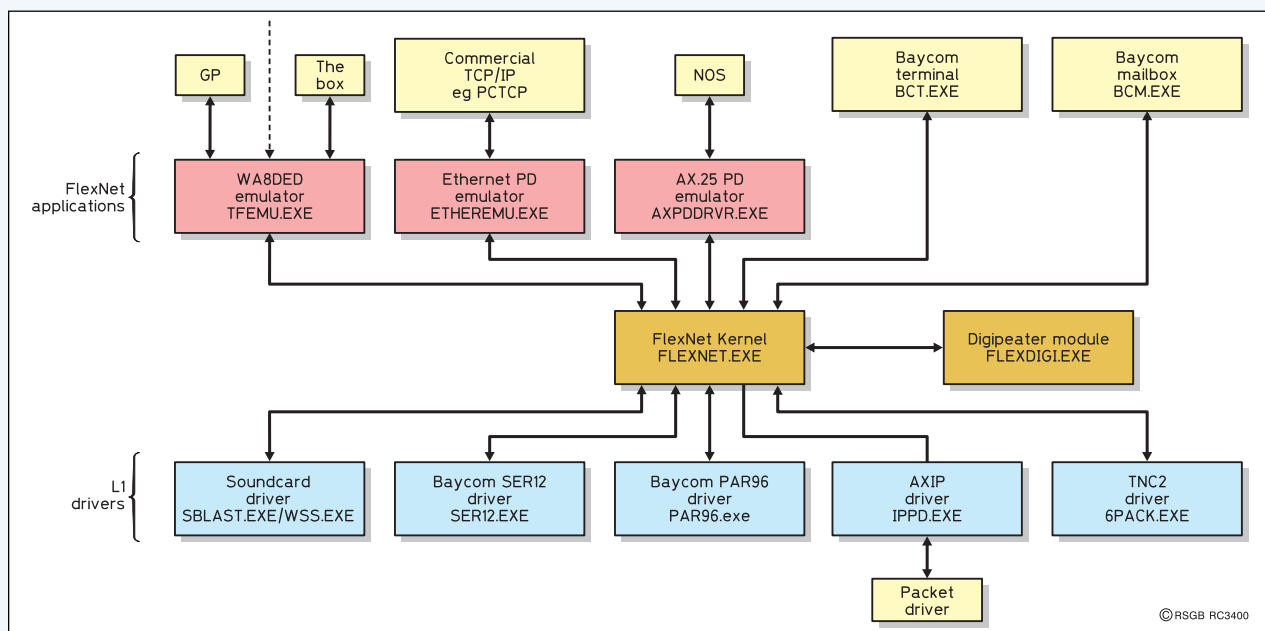 GP
The
box
Commercial
TCP/IP
eg PCTCP
NOS
Baycom
terminal
BCT.EXE
Baycom
mailbox
BCM.EXE
FlexNet
applications
WA8DED
emulator
TFEMU.EXE
Ethernet PD
emulator
ETHEREMU.EXE
AX.25 PD
emulator
AXPDDRVR.EXE
FlexNet Kernel
FLEXNET.EXE
Digipeater module
FLEXDIGI.EXE
L1
drivers
Soundcard
driver
SBLAST.EXE/WSS.EXE
Baycom SER12
driver
SER12.EXE
Baycom PAR96
driver
PAR96.exe
AXIP
driver
IPPD.EXE
TNC2
driver
6PACK.EXE
Packet
driver
©RSGB RC3400